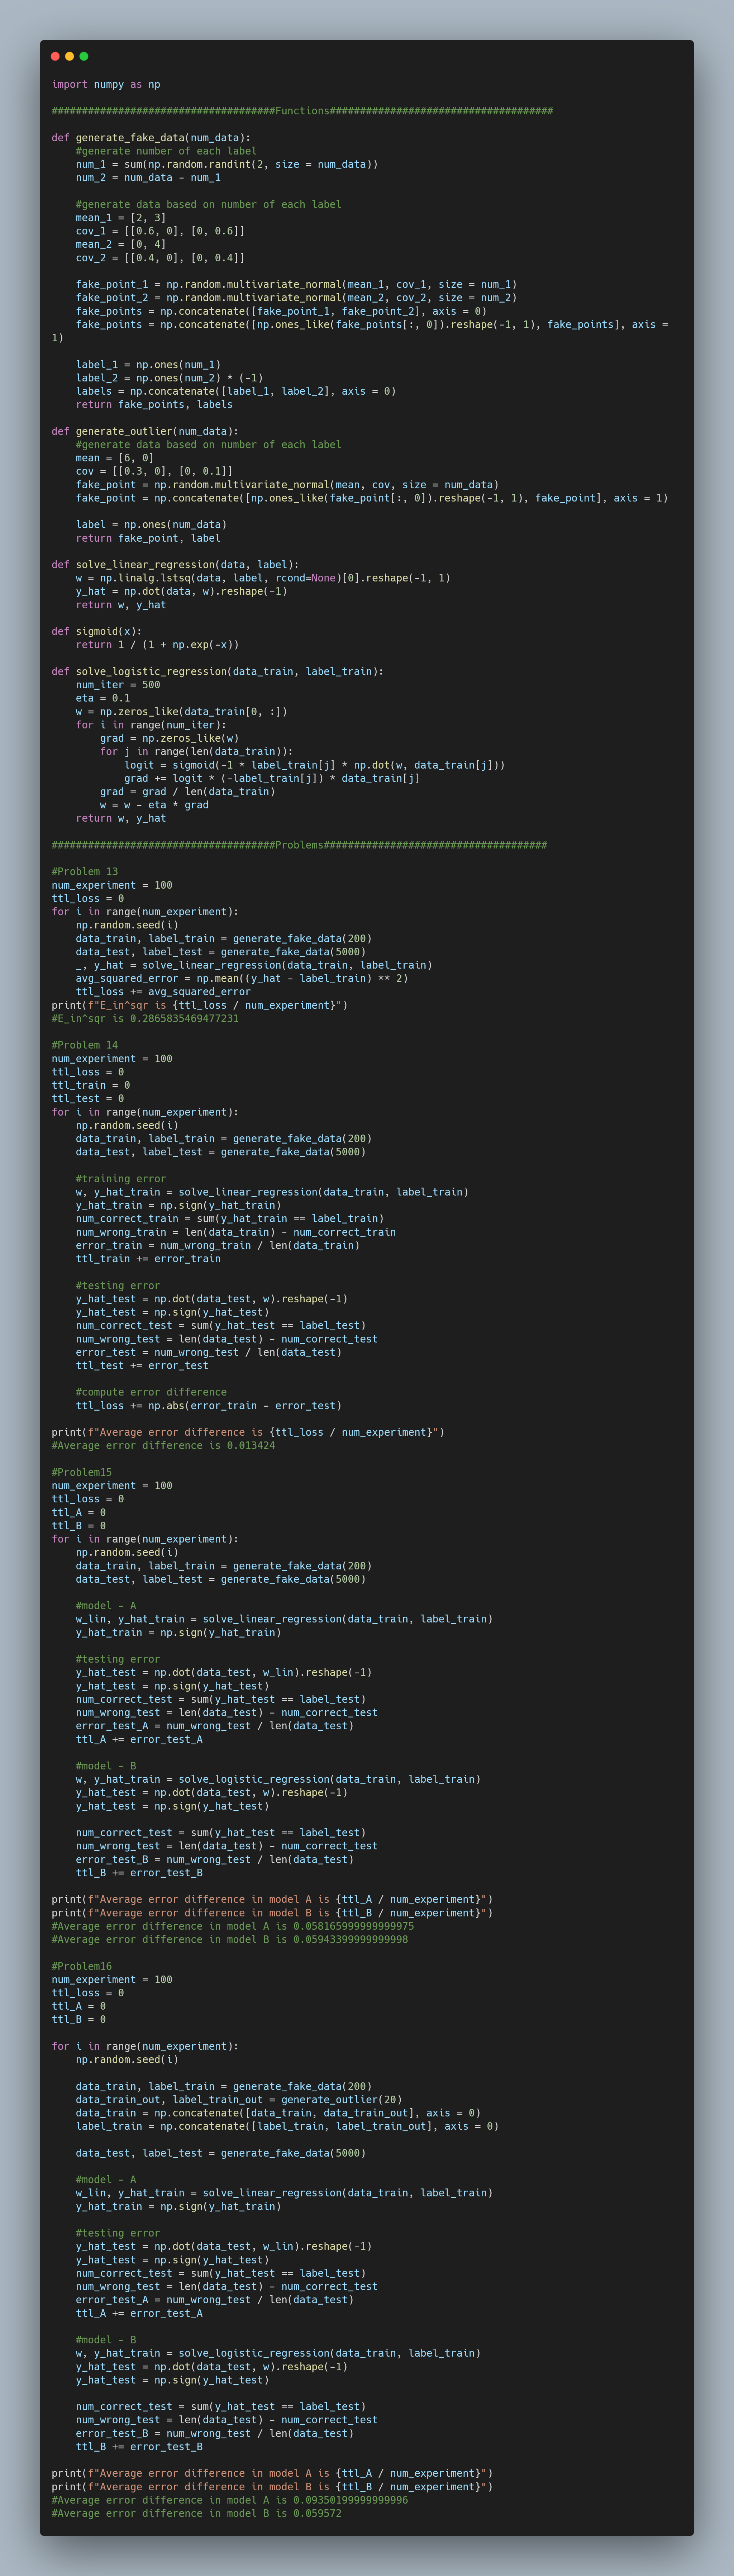 import numpy as np
#####################################Functions#####################################
def generate_fake_data(num_data):
    #generate number of each label
    num_1 = sum(np.random.randint(2, size = num_data))
    num_2 = num_data - num_1
    #generate data based on number of each label
    mean_1 = [2, 3]
    cov_1 = [[0.6, 0], [0, 0.6]]
    mean_2 = [0, 4]
    cov_2 = [[0.4, 0], [0, 0.4]]
    fake_point_1 = np.random.multivariate_normal(mean_1, cov_1, size = num_1)
    fake_point_2 = np.random.multivariate_normal(mean_2, cov_2, size = num_2)
    fake_points = np.concatenate([fake_point_1, fake_point_2], axis = 0)
    fake_points = np.concatenate([np.ones_like(fake_points[:, 0]).reshape(-1, 1), fake_points], axis =
1)
    label_1 = np.ones(num_1)
    label_2 = np.ones(num_2) * (-1)
    labels = np.concatenate([label_1, label_2], axis = 0)
    return fake_points, labels
def generate_outlier(num_data):
    #generate data based on number of each label
    mean = [6, 0]
    cov = [[0.3, 0], [0, 0.1]]
    fake_point = np.random.multivariate_normal(mean, cov, size = num_data)
    fake_point = np.concatenate([np.ones_like(fake_point[:, 0]).reshape(-1, 1), fake_point], axis = 1)
    label = np.ones(num_data)
    return fake_point, label
def solve_linear_regression(data, label):
    w = np.linalg.lstsq(data, label, rcond=None)[0].reshape(-1, 1)
    y_hat = np.dot(data, w).reshape(-1)
    return w, y_hat
def sigmoid(x):
    return 1 / (1 + np.exp(-x))
def solve_logistic_regression(data_train, label_train):
    num_iter = 500
    eta = 0.1
    w = np.zeros_like(data_train[0, :])
    for i in range(num_iter):
        grad = np.zeros_like(w)
        for j in range(len(data_train)):
            logit = sigmoid(-1 * label_train[j] * np.dot(w, data_train[j]))
            grad += logit * (-label_train[j]) * data_train[j]
        grad = grad / len(data_train)
        w = w - eta * grad
    return w, y_hat
#####################################Problems#####################################
#Problem 13
num_experiment = 100
ttl_loss = 0
for i in range(num_experiment):
    np.random.seed(i)
    data_train, label_train = generate_fake_data(200)
    data_test, label_test = generate_fake_data(5000)
    _, y_hat = solve_linear_regression(data_train, label_train)
    avg_squared_error = np.mean((y_hat - label_train) ** 2)
    ttl_loss += avg_squared_error
print(f"E_in^sqr is {ttl_loss / num_experiment}")
#E_in^sqr is 0.2865835469477231
#Problem 14
num_experiment = 100
ttl_loss = 0
ttl_train = 0
ttl_test = 0
for i in range(num_experiment):
    np.random.seed(i)
    data_train, label_train = generate_fake_data(200)
    data_test, label_test = generate_fake_data(5000)
    #training error
    w, y_hat_train = solve_linear_regression(data_train, label_train)
    y_hat_train = np.sign(y_hat_train)
    num_correct_train = sum(y_hat_train == label_train)
    num_wrong_train = len(data_train) - num_correct_train
    error_train = num_wrong_train / len(data_train)
    ttl_train += error_train
    #testing error
    y_hat_test = np.dot(data_test, w).reshape(-1)
    y_hat_test = np.sign(y_hat_test)
    num_correct_test = sum(y_hat_test == label_test)
    num_wrong_test = len(data_test) - num_correct_test
    error_test = num_wrong_test / len(data_test)
    ttl_test += error_test
    #compute error difference
    ttl_loss += np.abs(error_train - error_test)
print(f"Average error difference is {ttl_loss / num_experiment}")
#Average error difference is 0.013424
#Problem15
num_experiment = 100
ttl_loss = 0
ttl_A = 0
ttl_B = 0
for i in range(num_experiment):
    np.random.seed(i)
    data_train, label_train = generate_fake_data(200)
    data_test, label_test = generate_fake_data(5000)
    #model - A
    w_lin, y_hat_train = solve_linear_regression(data_train, label_train)
    y_hat_train = np.sign(y_hat_train)
    #testing error
    y_hat_test = np.dot(data_test, w_lin).reshape(-1)
    y_hat_test = np.sign(y_hat_test)
    num_correct_test = sum(y_hat_test == label_test)
    num_wrong_test = len(data_test) - num_correct_test
    error_test_A = num_wrong_test / len(data_test)
    ttl_A += error_test_A
    #model - B
    w, y_hat_train = solve_logistic_regression(data_train, label_train)
    y_hat_test = np.dot(data_test, w).reshape(-1)
    y_hat_test = np.sign(y_hat_test)
    num_correct_test = sum(y_hat_test == label_test)
    num_wrong_test = len(data_test) - num_correct_test
    error_test_B = num_wrong_test / len(data_test)
    ttl_B += error_test_B
print(f"Average error difference in model A is {ttl_A / num_experiment}")
print(f"Average error difference in model B is {ttl_B / num_experiment}")
#Average error difference in model A is 0.058165999999999975
#Average error difference in model B is 0.05943399999999998
#Problem16
num_experiment = 100
ttl_loss = 0
ttl_A = 0
ttl_B = 0
for i in range(num_experiment):
    np.random.seed(i)
    data_train, label_train = generate_fake_data(200)
    data_train_out, label_train_out = generate_outlier(20)
    data_train = np.concatenate([data_train, data_train_out], axis = 0)
    label_train = np.concatenate([label_train, label_train_out], axis = 0)
    data_test, label_test = generate_fake_data(5000)
    #model - A
    w_lin, y_hat_train = solve_linear_regression(data_train, label_train)
    y_hat_train = np.sign(y_hat_train)
    #testing error
    y_hat_test = np.dot(data_test, w_lin).reshape(-1)
    y_hat_test = np.sign(y_hat_test)
    num_correct_test = sum(y_hat_test == label_test)
    num_wrong_test = len(data_test) - num_correct_test
    error_test_A = num_wrong_test / len(data_test)
    ttl_A += error_test_A
    #model - B
    w, y_hat_train = solve_logistic_regression(data_train, label_train)
    y_hat_test = np.dot(data_test, w).reshape(-1)
    y_hat_test = np.sign(y_hat_test)
    num_correct_test = sum(y_hat_test == label_test)
    num_wrong_test = len(data_test) - num_correct_test
    error_test_B = num_wrong_test / len(data_test)
    ttl_B += error_test_B
print(f"Average error difference in model A is {ttl_A / num_experiment}")
print(f"Average error difference in model B is {ttl_B / num_experiment}")
#Average error difference in model A is 0.09350199999999996
#Average error difference in model B is 0.059572